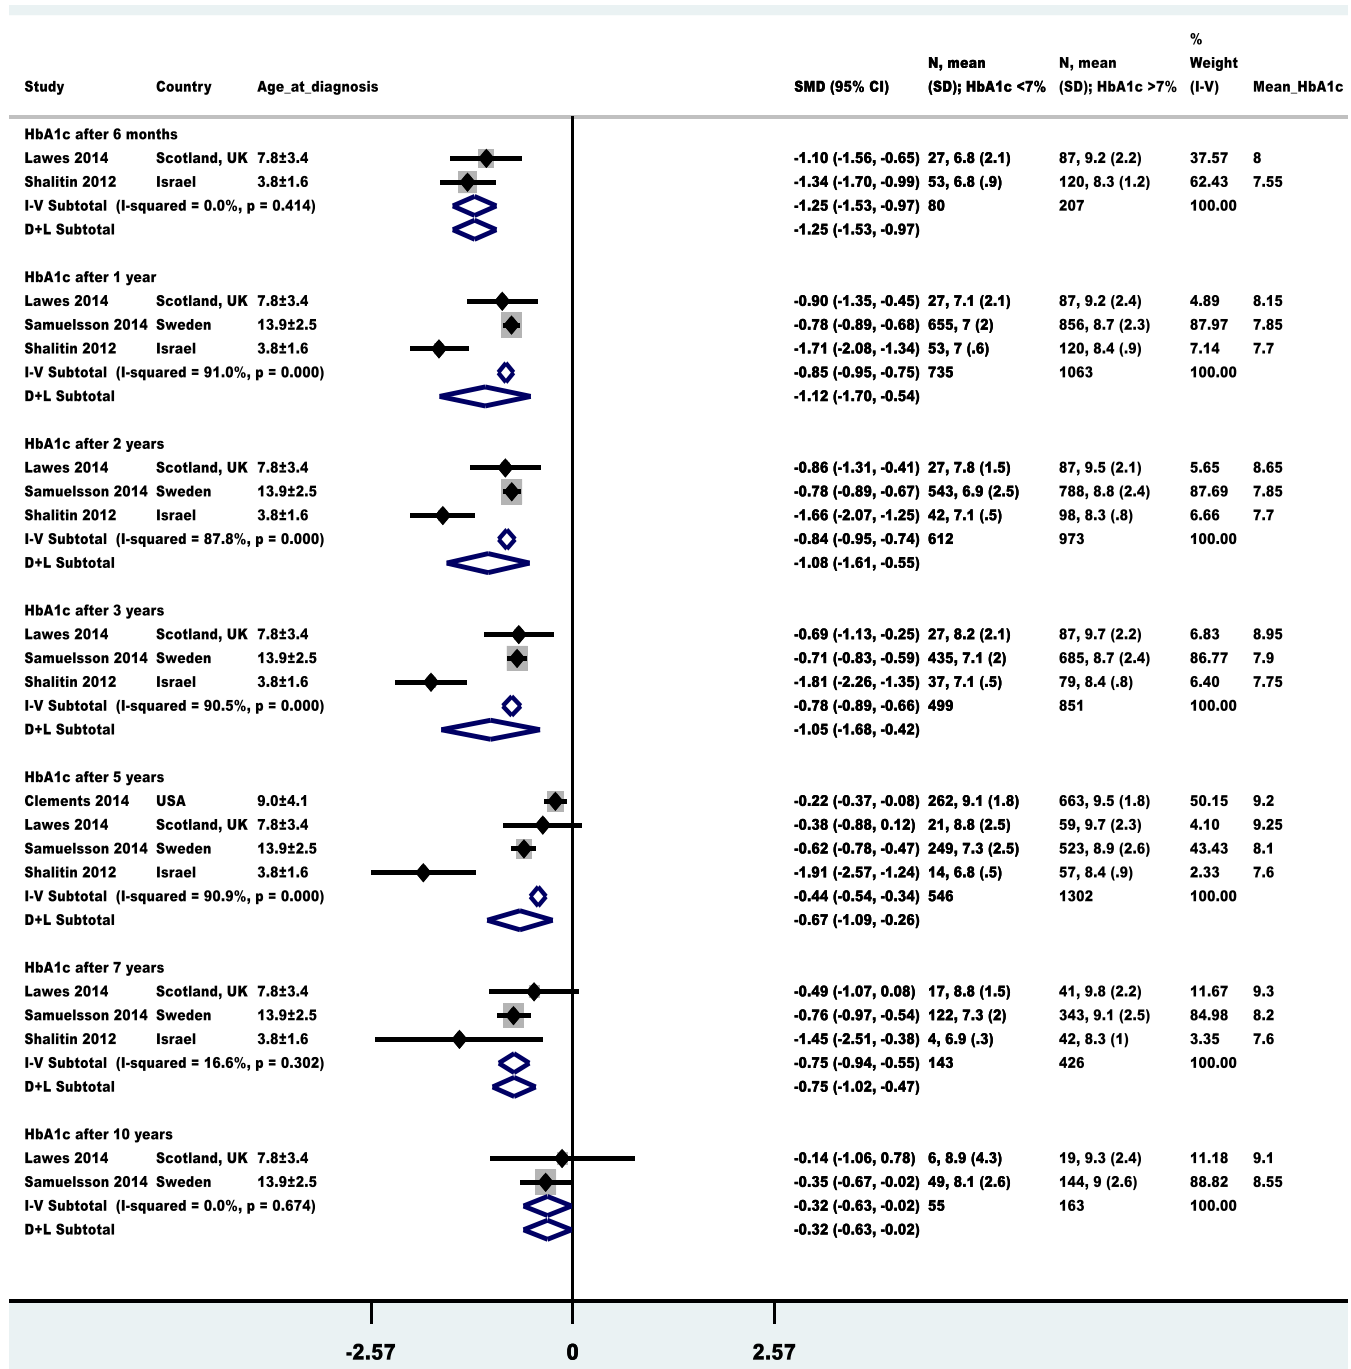 %
N, mean N, mean Weight
Study Country Age_at_diagnosis SMD (95% CI) (SD); HbA1c <7% (SD); HbA1c >7% (I-V) Mean_HbA1c
HbA1c after 6 months
Lawes 2014 Scotland, UK 7.8±3.4 -1.10 (-1.56, -0.65) 27, 6.8 (2.1) 87, 9.2 (2.2) 37.57 8
Shalitin 2012 Israel 3.8±1.6 -1.34 (-1.70, -0.99) 53, 6.8 (.9) 120, 8.3 (1.2) 62.43 7.55
I-V Subtotal (I-squared = 0.0%, p = 0.414) -1.25 (-1.53, -0.97) 80 207 100.00
D+L Subtotal -1.25 (-1.53, -0.97)
HbA1c after 1 year
Lawes 2014 Scotland, UK 7.8±3.4 -0.90 (-1.35, -0.45) 27, 7.1 (2.1) 87, 9.2 (2.4) 4.89 8.15
Samuelsson 2014 Sweden 13.9±2.5 -0.78 (-0.89, -0.68) 655, 7 (2) 856, 8.7 (2.3) 87.97 7.85
Shalitin 2012 Israel 3.8±1.6 -1.71 (-2.08, -1.34) 53, 7 (.6) 120, 8.4 (.9) 7.14 7.7
I-V Subtotal (I-squared = 91.0%, p = 0.000) -0.85 (-0.95, -0.75) 735 1063 100.00
D+L Subtotal -1.12 (-1.70, -0.54)
HbA1c after 2 years
Lawes 2014 Scotland, UK 7.8±3.4 -0.86 (-1.31, -0.41) 27, 7.8 (1.5) 87, 9.5 (2.1) 5.65 8.65
Samuelsson 2014 Sweden 13.9±2.5 -0.78 (-0.89, -0.67) 543, 6.9 (2.5) 788, 8.8 (2.4) 87.69 7.85
Shalitin 2012 Israel 3.8±1.6 -1.66 (-2.07, -1.25) 42, 7.1 (.5) 98, 8.3 (.8) 6.66 7.7
I-V Subtotal (I-squared = 87.8%, p = 0.000) -0.84 (-0.95, -0.74) 612 973 100.00
D+L Subtotal -1.08 (-1.61, -0.55)
HbA1c after 3 years
Lawes 2014 Scotland, UK 7.8±3.4 -0.69 (-1.13, -0.25) 27, 8.2 (2.1) 87, 9.7 (2.2) 6.83 8.95
Samuelsson 2014 Sweden 13.9±2.5 -0.71 (-0.83, -0.59) 435, 7.1 (2) 685, 8.7 (2.4) 86.77 7.9
Shalitin 2012 Israel 3.8±1.6 -1.81 (-2.26, -1.35) 37, 7.1 (.5) 79, 8.4 (.8) 6.40 7.75
I-V Subtotal (I-squared = 90.5%, p = 0.000) -0.78 (-0.89, -0.66) 499 851 100.00
D+L Subtotal -1.05 (-1.68, -0.42)
HbA1c after 5 years
Clements 2014 USA 9.0±4.1 -0.22 (-0.37, -0.08) 262, 9.1 (1.8) 663, 9.5 (1.8) 50.15 9.2
Lawes 2014 Scotland, UK 7.8±3.4 -0.38 (-0.88, 0.12) 21, 8.8 (2.5) 59, 9.7 (2.3) 4.10 9.25
Samuelsson 2014 Sweden 13.9±2.5 -0.62 (-0.78, -0.47) 249, 7.3 (2.5) 523, 8.9 (2.6) 43.43 8.1
Shalitin 2012 Israel 3.8±1.6 -1.91 (-2.57, -1.24) 14, 6.8 (.5) 57, 8.4 (.9) 2.33 7.6
I-V Subtotal (I-squared = 90.9%, p = 0.000) -0.44 (-0.54, -0.34) 546 1302 100.00
D+L Subtotal -0.67 (-1.09, -0.26)
HbA1c after 7 years
Lawes 2014 Scotland, UK 7.8±3.4 -0.49 (-1.07, 0.08) 17, 8.8 (1.5) 41, 9.8 (2.2) 11.67 9.3
Samuelsson 2014 Sweden 13.9±2.5 -0.76 (-0.97, -0.54) 122, 7.3 (2) 343, 9.1 (2.5) 84.98 8.2
Shalitin 2012 Israel 3.8±1.6 -1.45 (-2.51, -0.38) 4, 6.9 (.3) 42, 8.3 (1) 3.35 7.6
I-V Subtotal (I-squared = 16.6%, p = 0.302) -0.75 (-0.94, -0.55) 143 426 100.00
D+L Subtotal -0.75 (-1.02, -0.47)
HbA1c after 10 years
Lawes 2014 Scotland, UK 7.8±3.4 -0.14 (-1.06, 0.78) 6, 8.9 (4.3) 19, 9.3 (2.4) 11.18 9.1
Samuelsson 2014 Sweden 13.9±2.5 -0.35 (-0.67, -0.02) 49, 8.1 (2.6) 144, 9 (2.6) 88.82 8.55
I-V Subtotal (I-squared = 0.0%, p = 0.674) -0.32 (-0.63, -0.02) 55 163 100.00
D+L Subtotal -0.32 (-0.63, -0.02)
-2.57 0 2.57